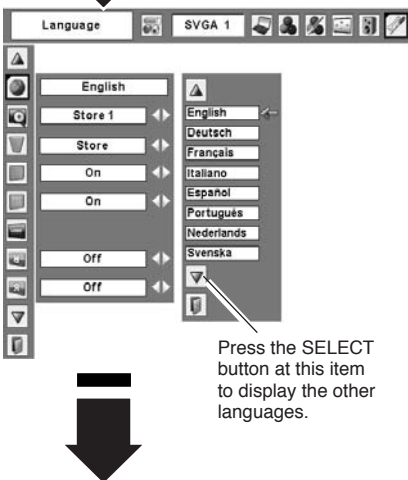 Language
SVGA 1
English
Store 1
Store
On
On
Off
Off
English
Deutsch
Français
Italiano
Español
Português
Nederlands
Svenska
Press the SELECT
button at this item
to display the other
languages.